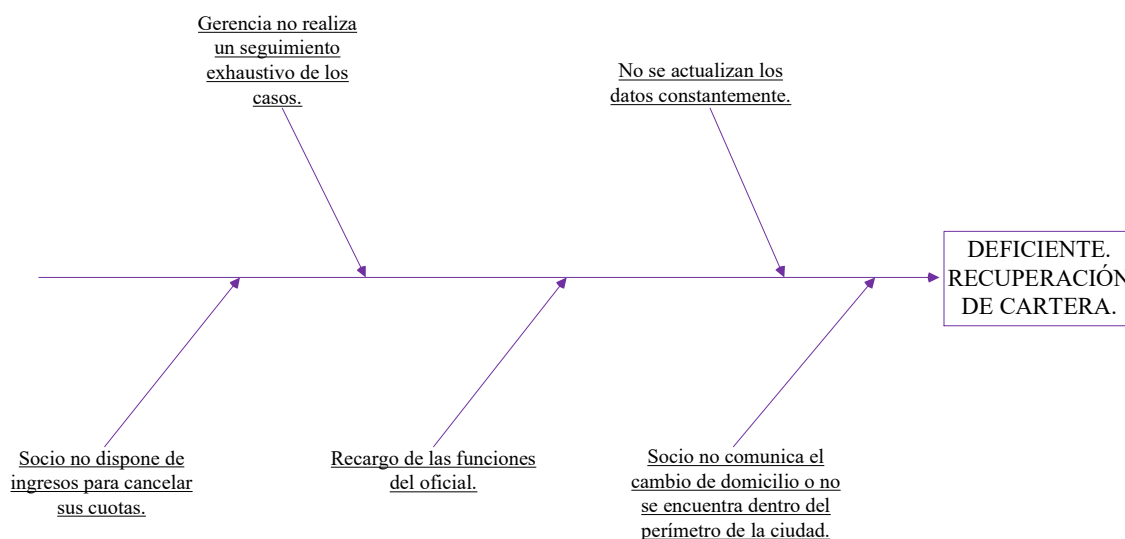 Gerencia no realiza
un seguimiento
exhaustivo de los
casos.
No se actualizan los
datos constantemente.
DEFICIENTE.
RECUPERACIÓN
DE CARTERA.
Socio no dispone de
ingresos para cancelar
sus cuotas.
Recargo de las funciones
del oficial.
Socio no comunica el
cambio de domicilio o no
se encuentra dentro del
perímetro de la ciudad.